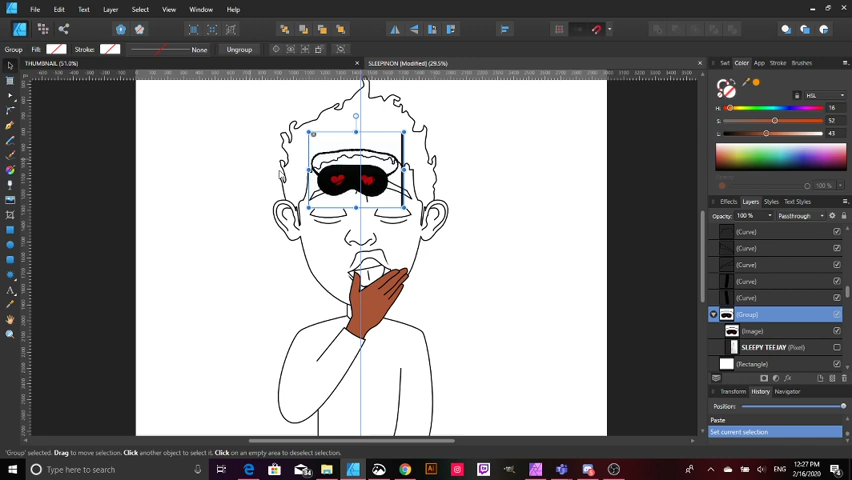 File Edit Text Layer Select View Window Help
Group Fill: Stroke: None Ungroup
THUMBNAIL (51.0%) × SLEEPINON [Modified] (29.5%) ×
Swt Color App Stroke Brushes
HSL
H: 16
S: 52
L: 43
100 %
Effects Layers Styles Text Styles
Opacity: 100 % Passthrough
(Curve)
(Curve)
(Curve)
(Curve)
(Curve)
(Group)
(Image)
SLEEPY TEEJAY (Pixel)
(Rectangle)
Transform History Navigator
Position:
Paste
Set current selection
'Group' selected. Drag to move selection. Click another object to select it. Click on an empty area to deselect selection.
Type here to search
ENG
12:27 PM
2/16/2020